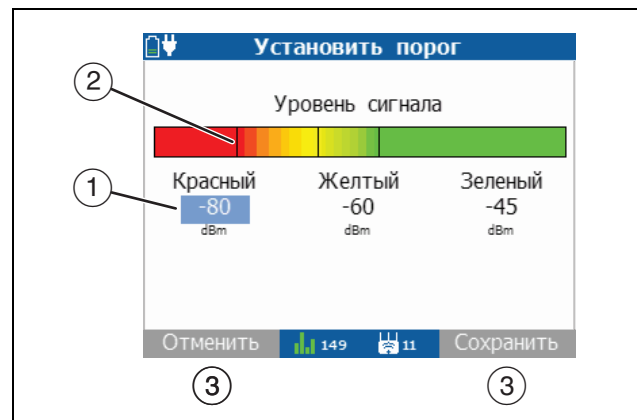 Установить порог
②
Уровень сигнала
Красный Желтый Зеленый
① -80 -60 -45
dBm dBm dBm
Отменить 149 11 Сохранить
③ ③